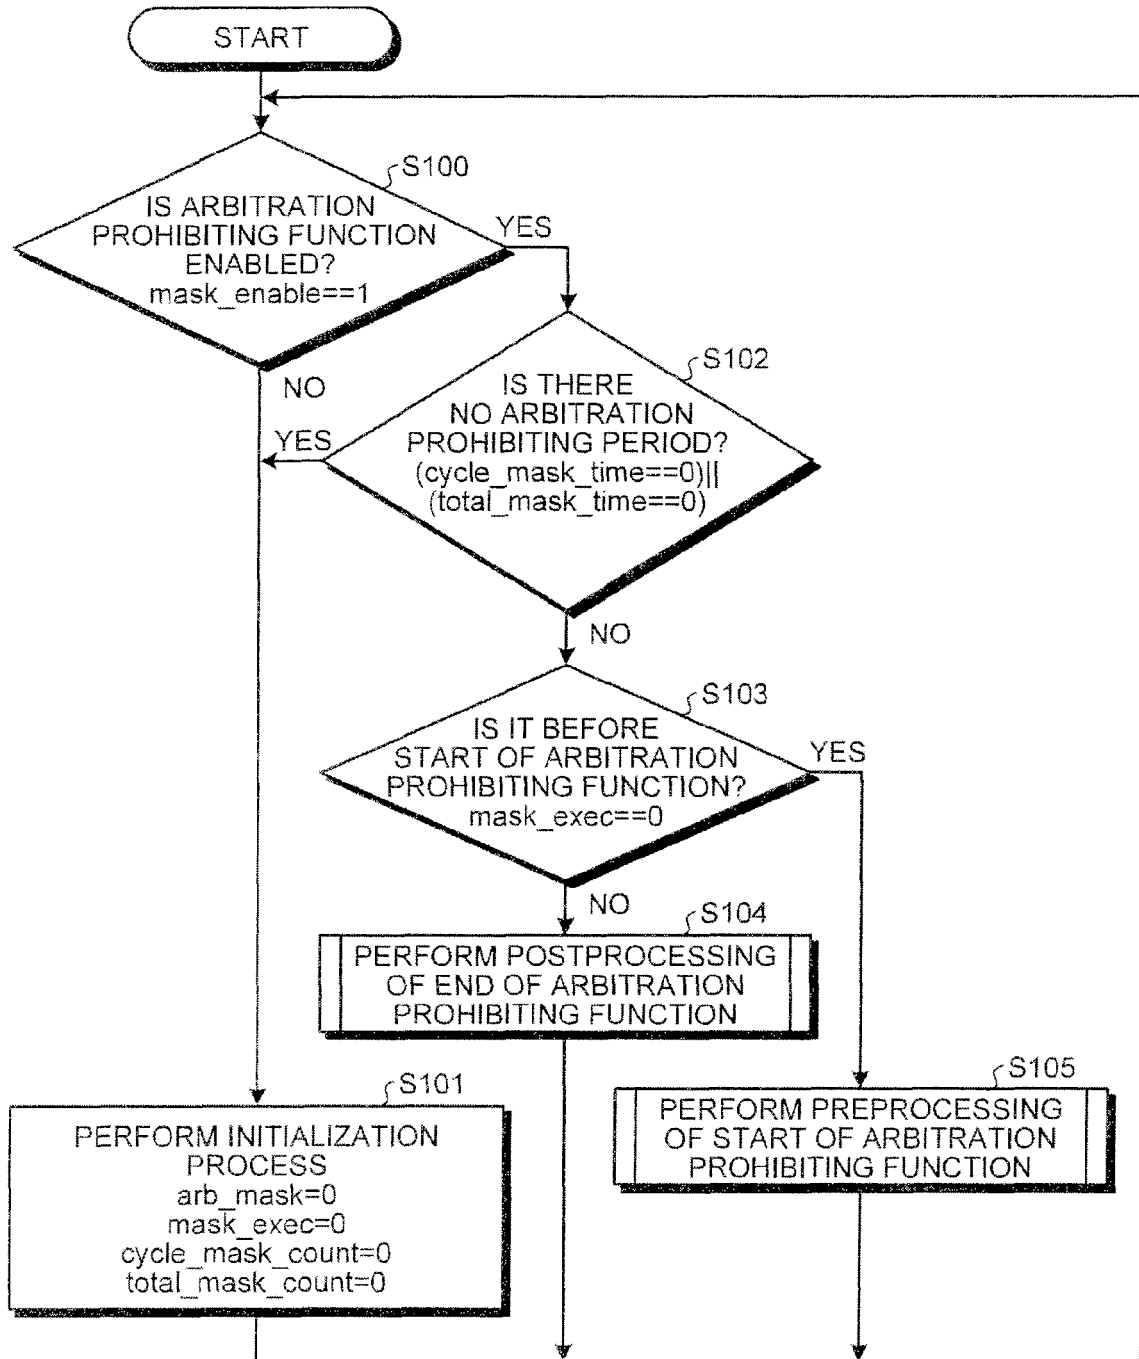 START
S100
IS ARBITRATION
PROHIBITING FUNCTION
ENABLED?
mask_enable==1
YES
NO
S102
IS THERE
NO ARBITRATION
PROHIBITING PERIOD?
(cycle_mask_time==0)||
(total_mask_time==0)
YES
NO
S103
IS IT BEFORE
START OF ARBITRATION
PROHIBITING FUNCTION?
mask_exec==0
YES
NO
S104
PERFORM POSTPROCESSING
OF END OF ARBITRATION
PROHIBITING FUNCTION
S105
PERFORM PREPROCESSING
OF START OF ARBITRATION
PROHIBITING FUNCTION
S101
PERFORM INITIALIZATION
PROCESS
arb_mask=0
mask_exec=0
cycle_mask_count=0
total_mask_count=0